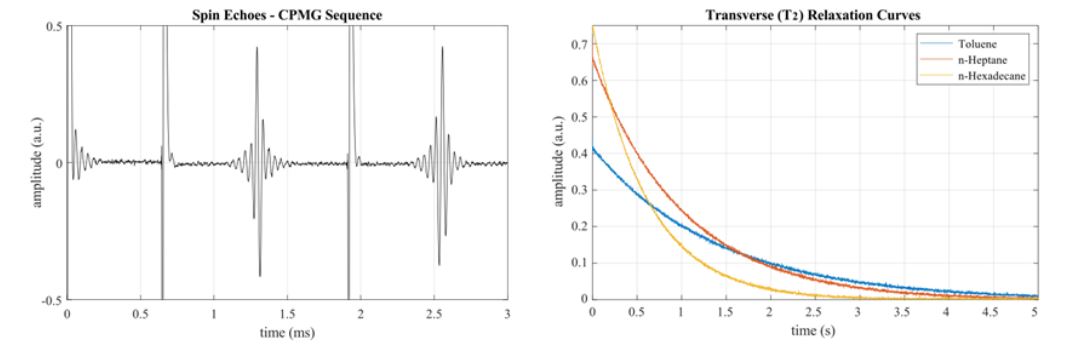 Spin Echoes - CPMG Sequence
amplitude (a.u.)
0.5
0
-0.5
0 0.5 1 1.5 2 2.5 3
time (ms)
Transverse (T2) Relaxation Curves
amplitude (a.u.)
0.7
0.6
0.5
0.4
0.3
0.2
0.1
0
Toluene
n-Heptane
n-Hexadecane
0 0.5 1 1.5 2 2.5 3 3.5 4 4.5 5
time (s)